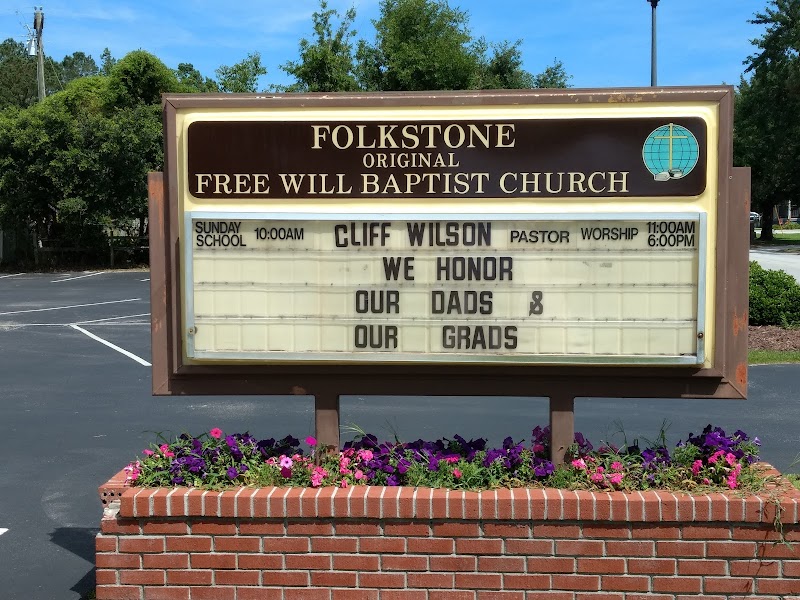 FOLKSTONE
ORIGINAL
FREE WILL BAPTIST CHURCH
SUNDAY SCHOOL 10:00AM
CLIFF WILSON PASTOR
WORSHIP 11:00AM
6:00PM
WE HONOR
OUR DADS &
OUR GRADS